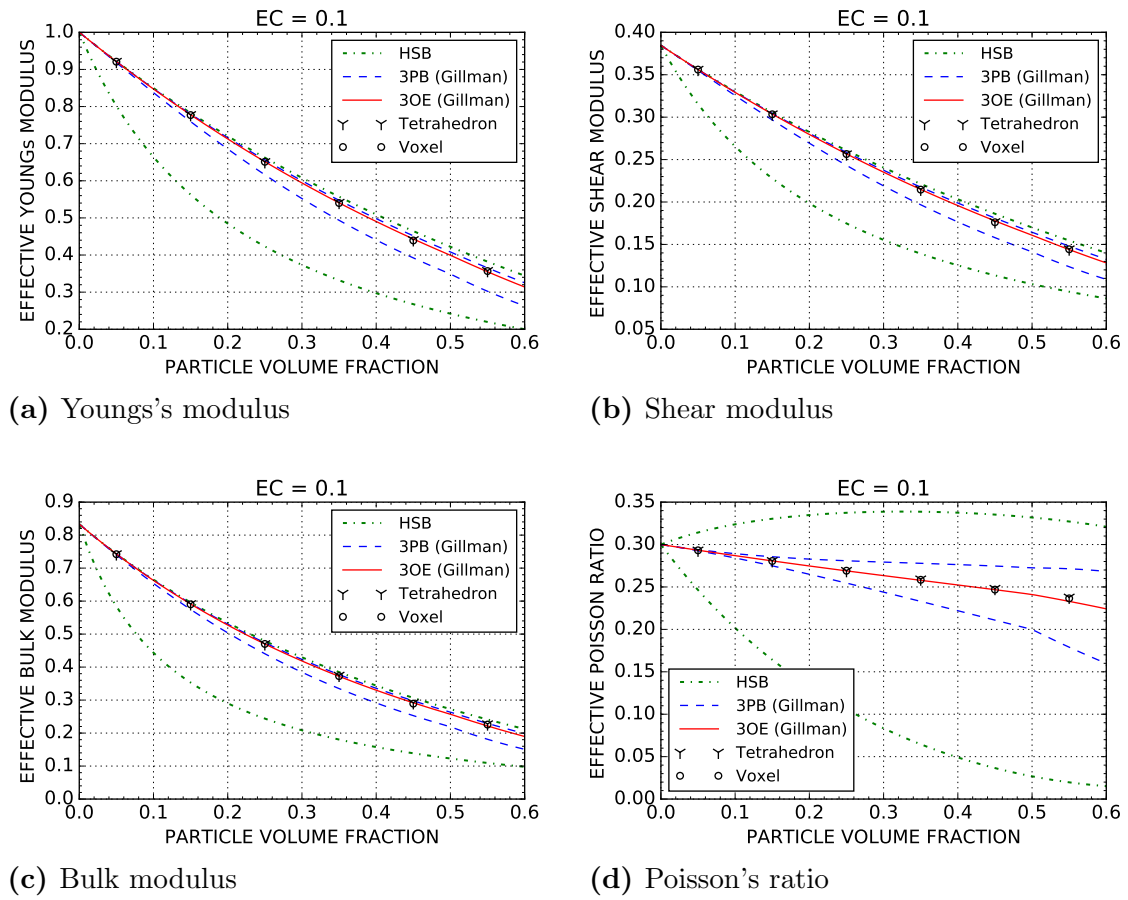 EC = 0.1
EFFECTIVE YOUNGs MODULUS
1.0
0.9
0.8
0.7
0.6
0.5
0.4
0.3
0.2
HSB
3PB (Gillman)
3OE (Gillman)
Tetrahedron
Voxel
0.0 0.1 0.2 0.3 0.4 0.5 0.6
PARTICLE VOLUME FRACTION
(a) Youngs's modulus
EC = 0.1
EFFECTIVE SHEAR MODULUS
0.40
0.35
0.30
0.25
0.20
0.15
0.10
0.05
HSB
3PB (Gillman)
3OE (Gillman)
Tetrahedron
Voxel
0.0 0.1 0.2 0.3 0.4 0.5 0.6
PARTICLE VOLUME FRACTION
(b) Shear modulus
EC = 0.1
EFFECTIVE BULK MODULUS
0.9
0.8
0.7
0.6
0.5
0.4
0.3
0.2
0.1
0.0
HSB
3PB (Gillman)
3OE (Gillman)
Tetrahedron
Voxel
0.0 0.1 0.2 0.3 0.4 0.5 0.6
PARTICLE VOLUME FRACTION
(c) Bulk modulus
EC = 0.1
EFFECTIVE POISSON RATIO
0.35
0.30
0.25
0.20
0.15
0.10
0.05
0.00
HSB
3PB (Gillman)
3OE (Gillman)
Tetrahedron
Voxel
0.0 0.1 0.2 0.3 0.4 0.5 0.6
PARTICLE VOLUME FRACTION
(d) Poisson's ratio